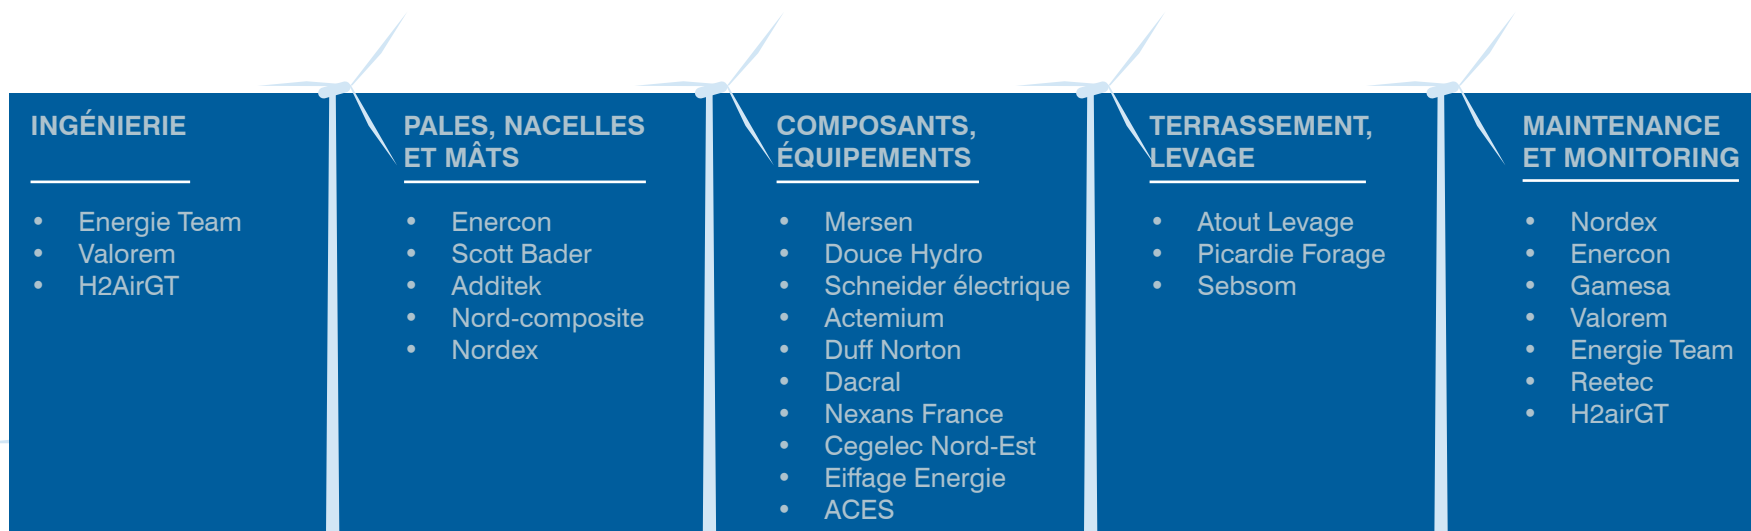 INGÉNIERIE
• Energie Team
• Valorem
• H2AirGT
PALES, NACELLES
ET MÂTS
• Enercon
• Scott Bader
• Additek
• Nord-composite
• Nordex
COMPOSANTS,
ÉQUIPEMENTS
• Mersen
• Douce Hydro
• Schneider électrique
• Actemium
• Duff Norton
• Dacral
• Nexans France
• Cegelec Nord-Est
• Eiffage Energie
• ACES
TERRASSEMENT,
LEVAGE
• Atout Levage
• Picardie Forage
• Sebsom
MAINTENANCE
ET MONITORING
• Nordex
• Enercon
• Gamesa
• Valorem
• Energie Team
• Reetec
• H2airGT